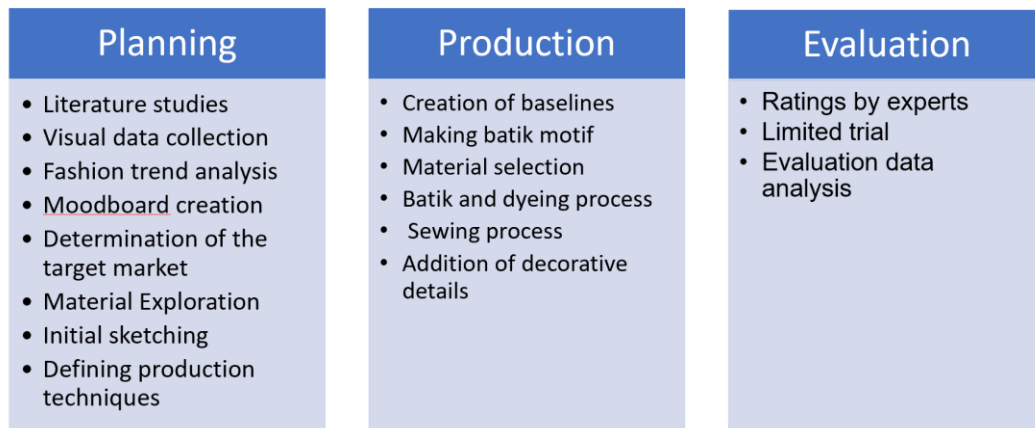 Planning
• Literature studies
• Visual data collection
• Fashion trend analysis
• Moodboard creation
• Determination of the
target market
• Material Exploration
• Initial sketching
• Defining production
techniques
Production
• Creation of baselines
• Making batik motif
• Material selection
• Batik and dyeing process
• Sewing process
• Addition of decorative
details
Evaluation
• Ratings by experts
• Limited trial
• Evaluation data
analysis